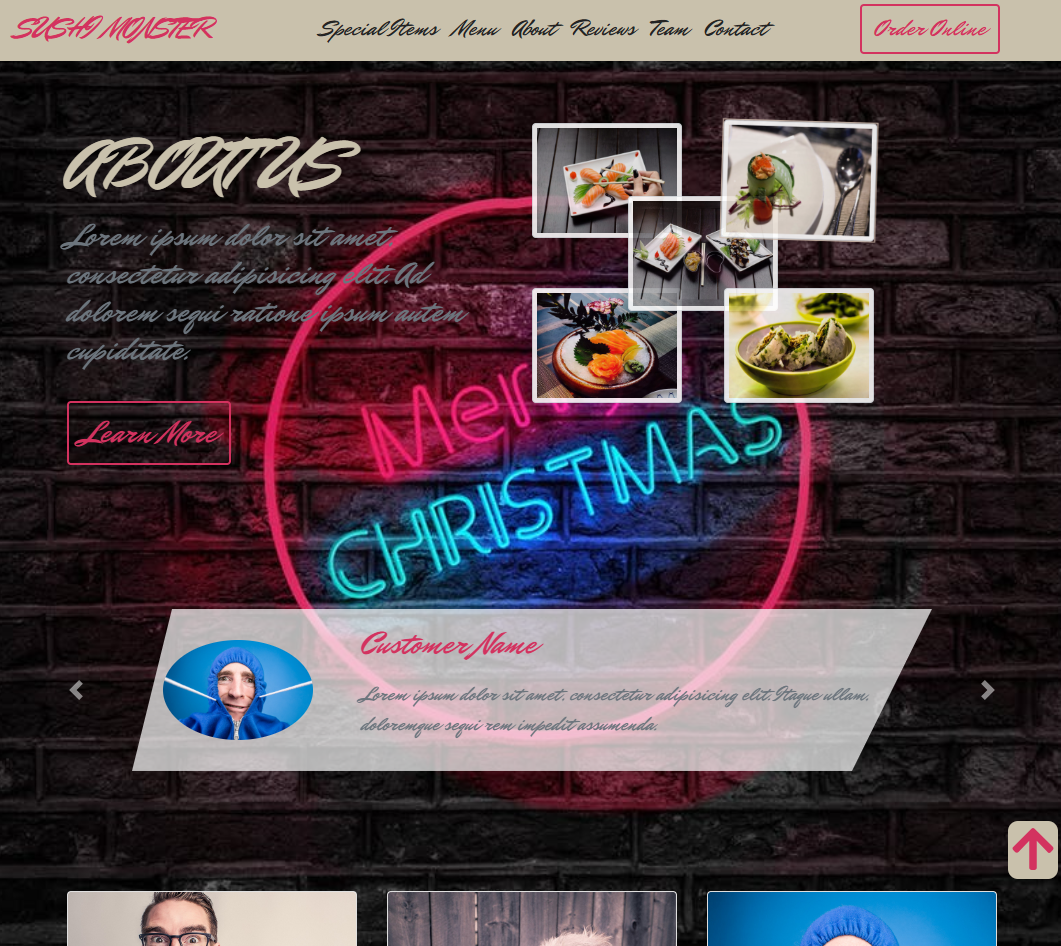 SUSHI MONSTER
Special Items Menu About Reviews Team Contact
Order Online
ABOUT US
Lorem ipsum dolor sit amet,
consectetur adipisicing elit. Ad
dolorem sequi ratione ipsum autem
cupiditate.
Learn More
Merry
CHRISTMAS
Customer Name
Lorem ipsum dolor sit amet, consectetur adipisicing elit. Itaque ullam,
doloremque sequi rem impedit assumenda.